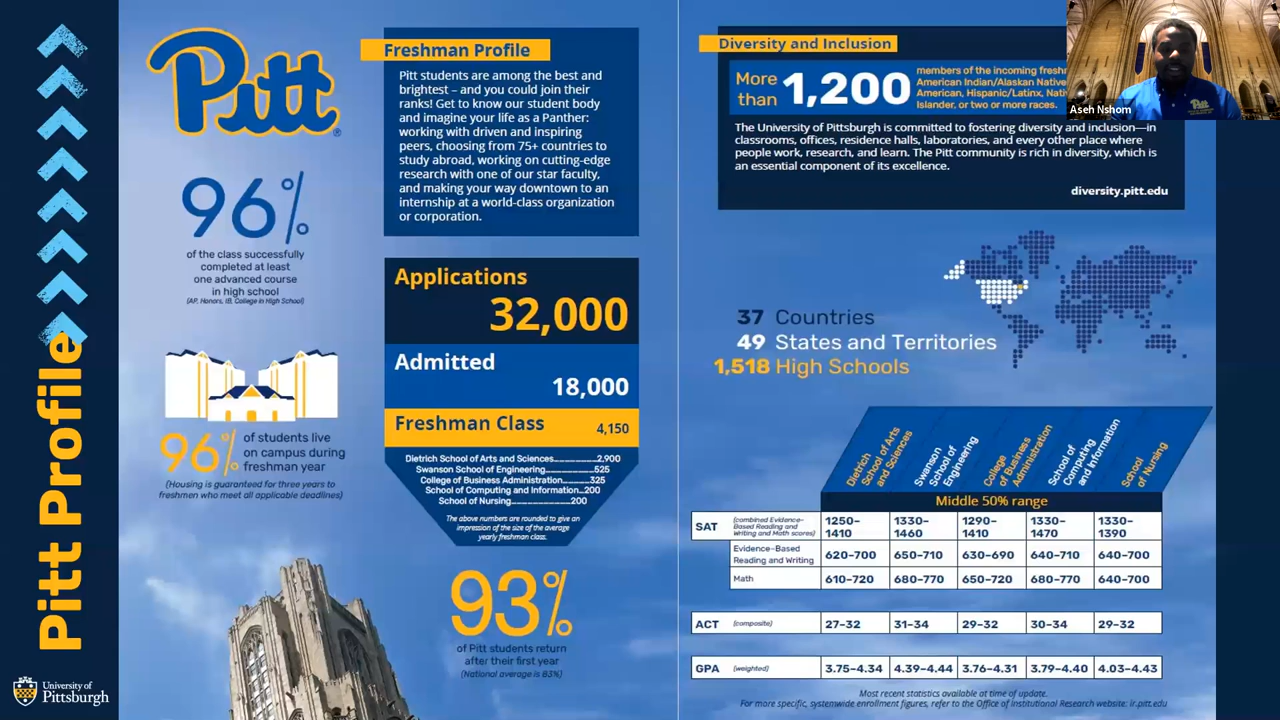 Pitt Profile
University of
Pittsburgh
Pitt
96%
of the class successfully
completed at least
one advanced course
in high school
(AP, Honors, IB, College in High School)
96%
of students live
on campus during
freshman year
(Housing is guaranteed for three years to
freshmen who meet all applicable deadlines)
Freshman Profile
Pitt students are among the best and
brightest – and you could join their
ranks! Get to know our student body
and imagine your life as a Panther:
working with driven and inspiring
peers, choosing from 75+ countries to
study abroad, working on cutting-edge
research with one of our star faculty,
and making your way downtown to an
internship at a world-class organization
or corporation.
Applications
32,000
Admitted
18,000
Freshman Class
4,150
Dietrich School of Arts and Sciences...2,900
Swanson School of Engineering...525
College of Business Administration...325
School of Computing and Information...200
School of Nursing...200
The above numbers are rounded to give an
impression of the size of the average
yearly freshman class.
93%
of Pitt students return
after their first year
(National average is 83%)
Diversity and Inclusion
More
than
1,200
members of the incoming
American Indian/Alaskan Native
American, Hispanic/Latinx,
Islander, or two or more races.
Aseh Nshom
Pitt
The University of Pittsburgh is committed to fostering diversity and inclusion—in
classrooms, offices, residence halls, laboratories, and every other place where
people work, research, and learn. The Pitt community is rich in diversity, which is
an essential component of its excellence.
diversity.pitt.edu
37 Countries
49 States and Territories
1,518 High Schools
Dietrich School of Arts and Sciences
Swanson School of Engineering
College of Business Administration
School of Computing and Information
School of Nursing
Middle 50% range
SAT (combined Evidence-Based Reading and Writing and Math scores) 1250–1410 1330–1460 1290–1410 1330–1470 1330–1390
Evidence-Based Reading and Writing 620-700 650-710 630-690 640-710 640-700
Math 610-720 680-770 650-720 680-770 640-700
ACT (composite) 27-32 31-34 29-32 30-34 29-32
GPA (weighted) 3.75-4.34 4.39-4.44 3.76-4.31 3.79-4.40 4.03-4.43
Most recent statistics available at time of update.
For more specific, systemwide enrollment figures, refer to the Office of Institutional Research website: ir.pitt.edu